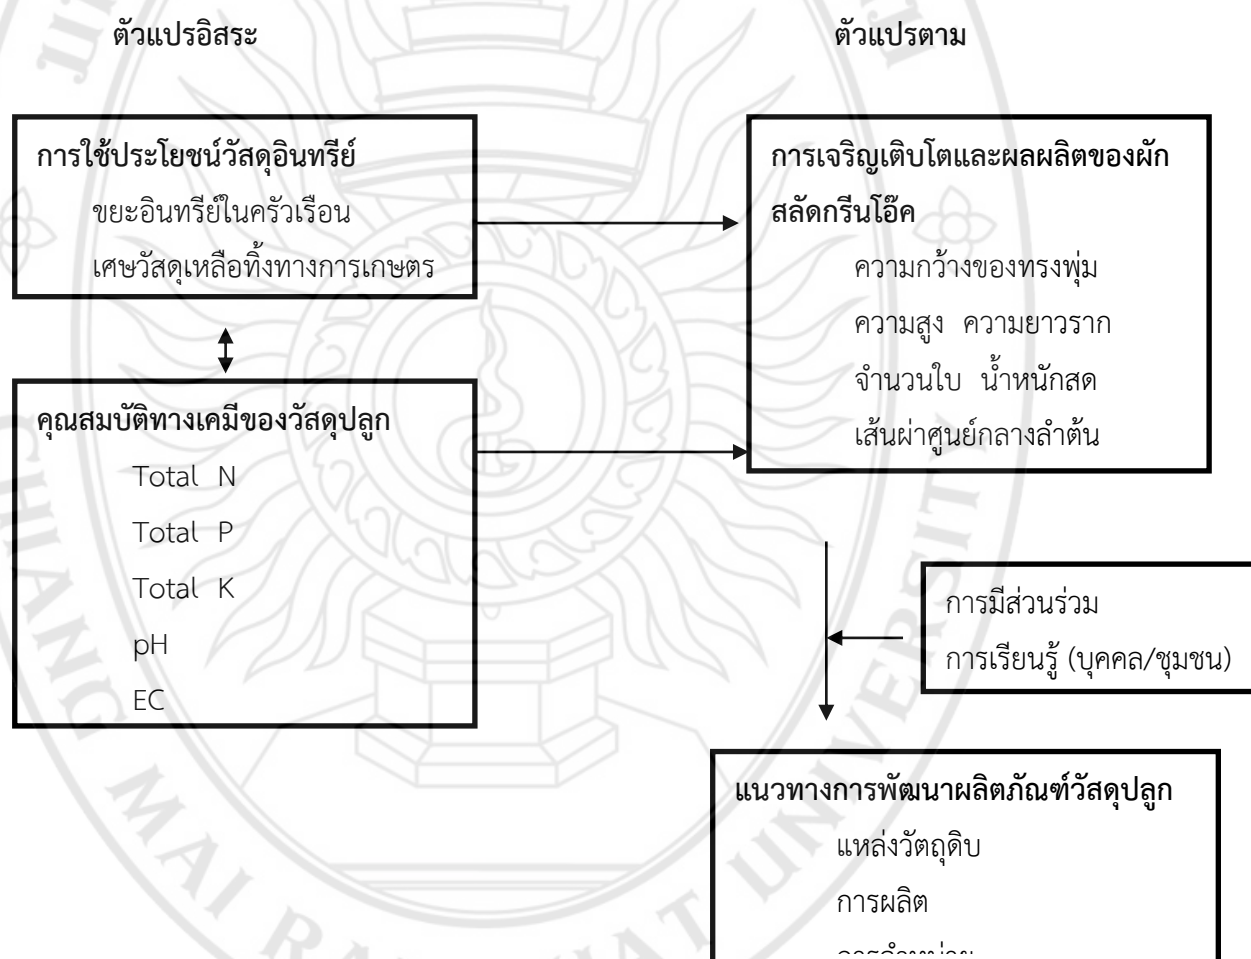 ตัวแปรอิสระ
ตัวแปรตาม
การใช้ประโยชน์วัสดุอินทรีย์
ขยะอินทรีย์ในครัวเรือน
เศษวัสดุเหลือทิ้งทางการเกษตร
การเจริญเติบโตและผลผลิตของผัก
สลัดกรีนโอ๊ค
ความกว้างของทรงพุ่ม
ความสูง ความยาวราก
จำนวนใบ น้ำหนักสด
เส้นผ่าศูนย์กลางลำต้น
คุณสมบัติทางเคมีของวัสดุปลูก
Total N
Total P
Total K
pH
EC
การมีส่วนร่วม
การเรียนรู้ (บุคคล/ชุมชน)
แนวทางการพัฒนาผลิตภัณฑ์วัสดุปลูก
แหล่งวัตถุดิบ
การผลิต
CHIANG MAI RAJABHAT UNIVERSITY